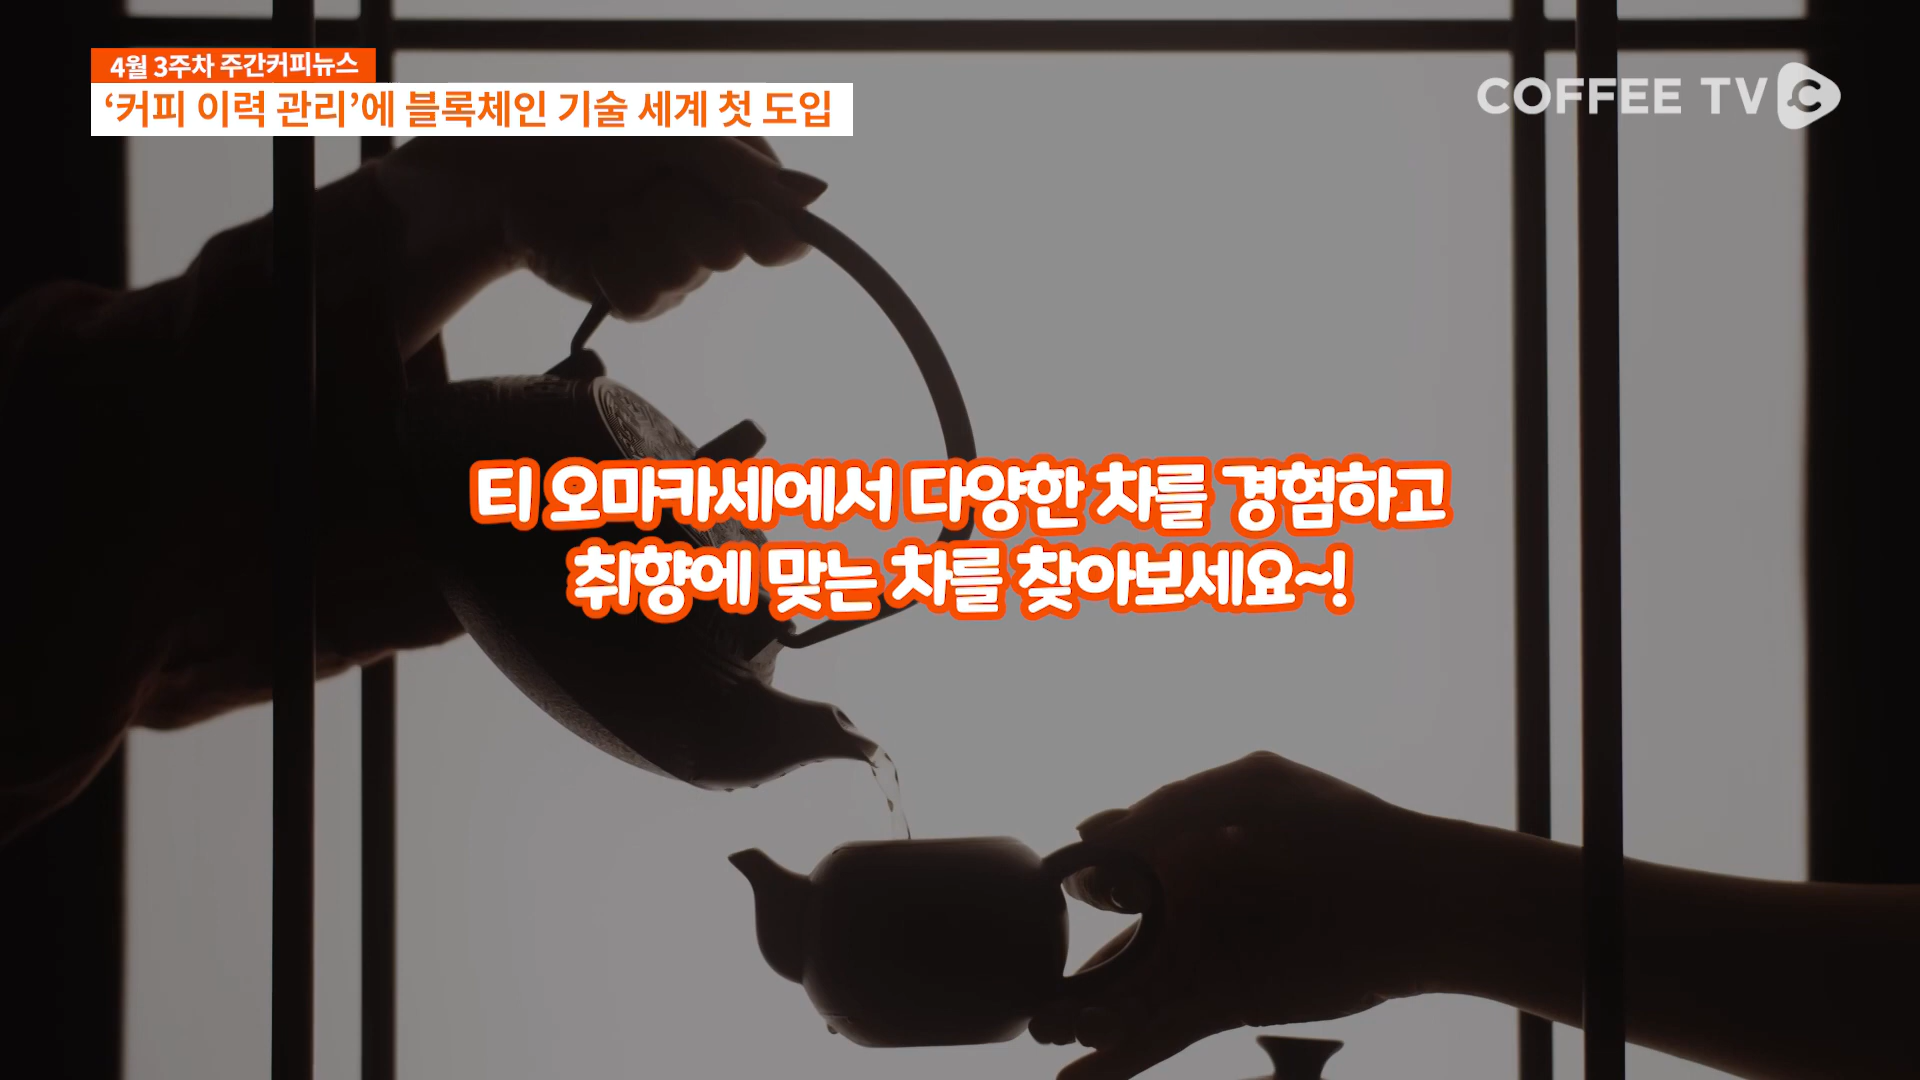 4월 3주차 주간커피뉴스
‘커피 이력 관리’에 블록체인 기술 세계 첫 도입
COFFEE TV
티 오마카세에서 다양한 차를 경험하고
취향에 맞는 차를 찾아보세요~!